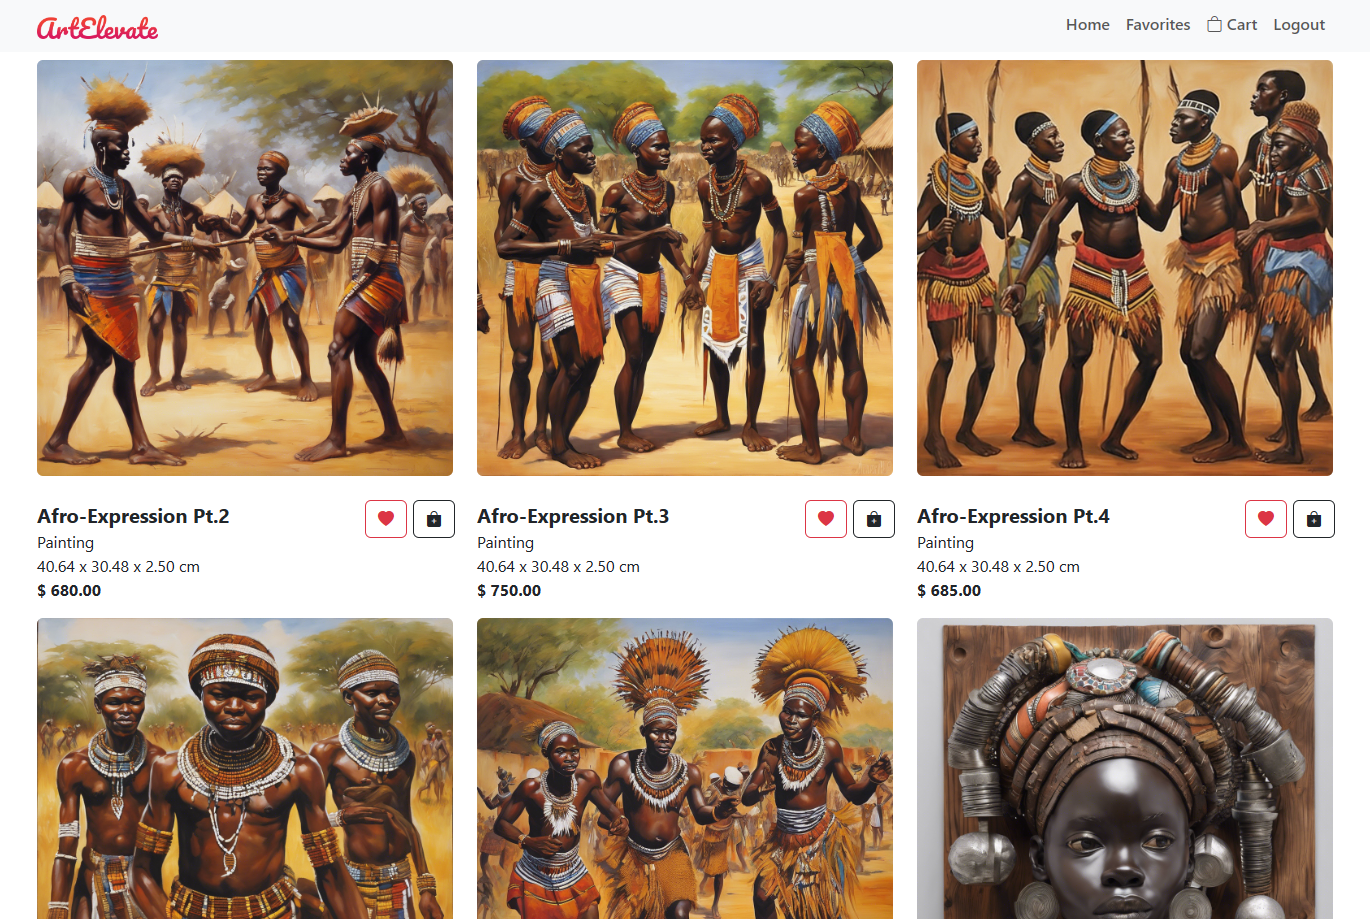 ArtElevate
Home Favorites Cart Logout
Afro-Expression Pt.2
Painting
40.64 x 30.48 x 2.50 cm
$ 680.00
Afro-Expression Pt.3
Painting
40.64 x 30.48 x 2.50 cm
$ 750.00
Afro-Expression Pt.4
Painting
40.64 x 30.48 x 2.50 cm
$ 685.00